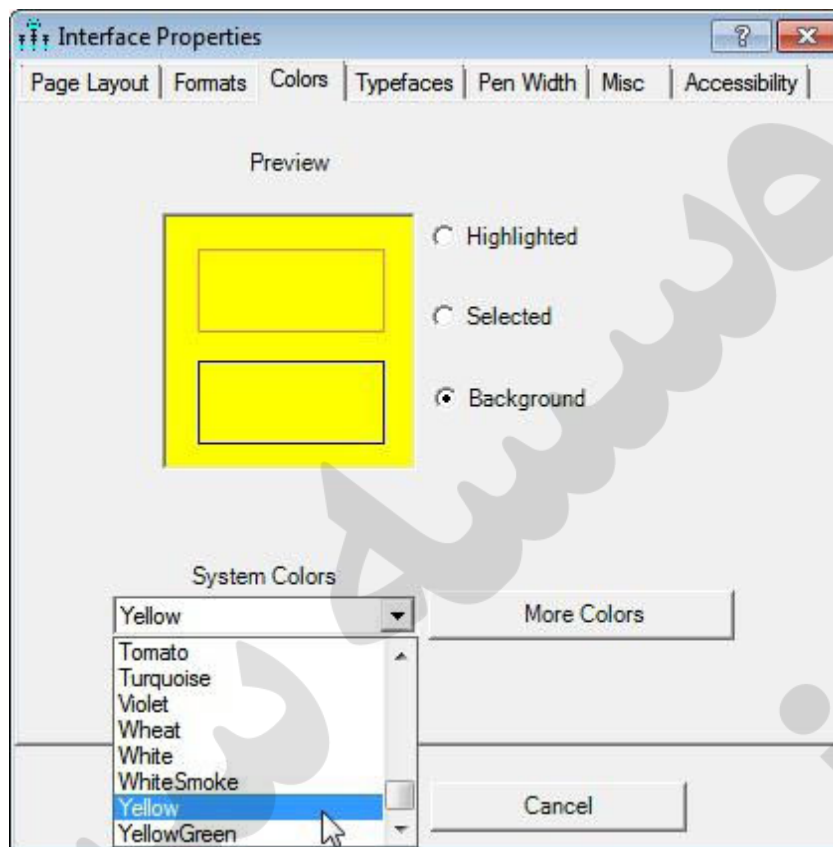 Interface Properties
Page Layout Formats Colors Typefaces Pen Width Misc Accessibility
Preview
Highlighted
Selected
Background
System Colors
Yellow
More Colors
Tomato
Turquoise
Violet
Wheat
White
WhiteSmoke
Yellow
YellowGreen
Cancel